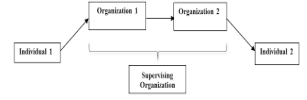 Organization 1
Organization 2
Individual 1
Individual 2
Supervising
Organization